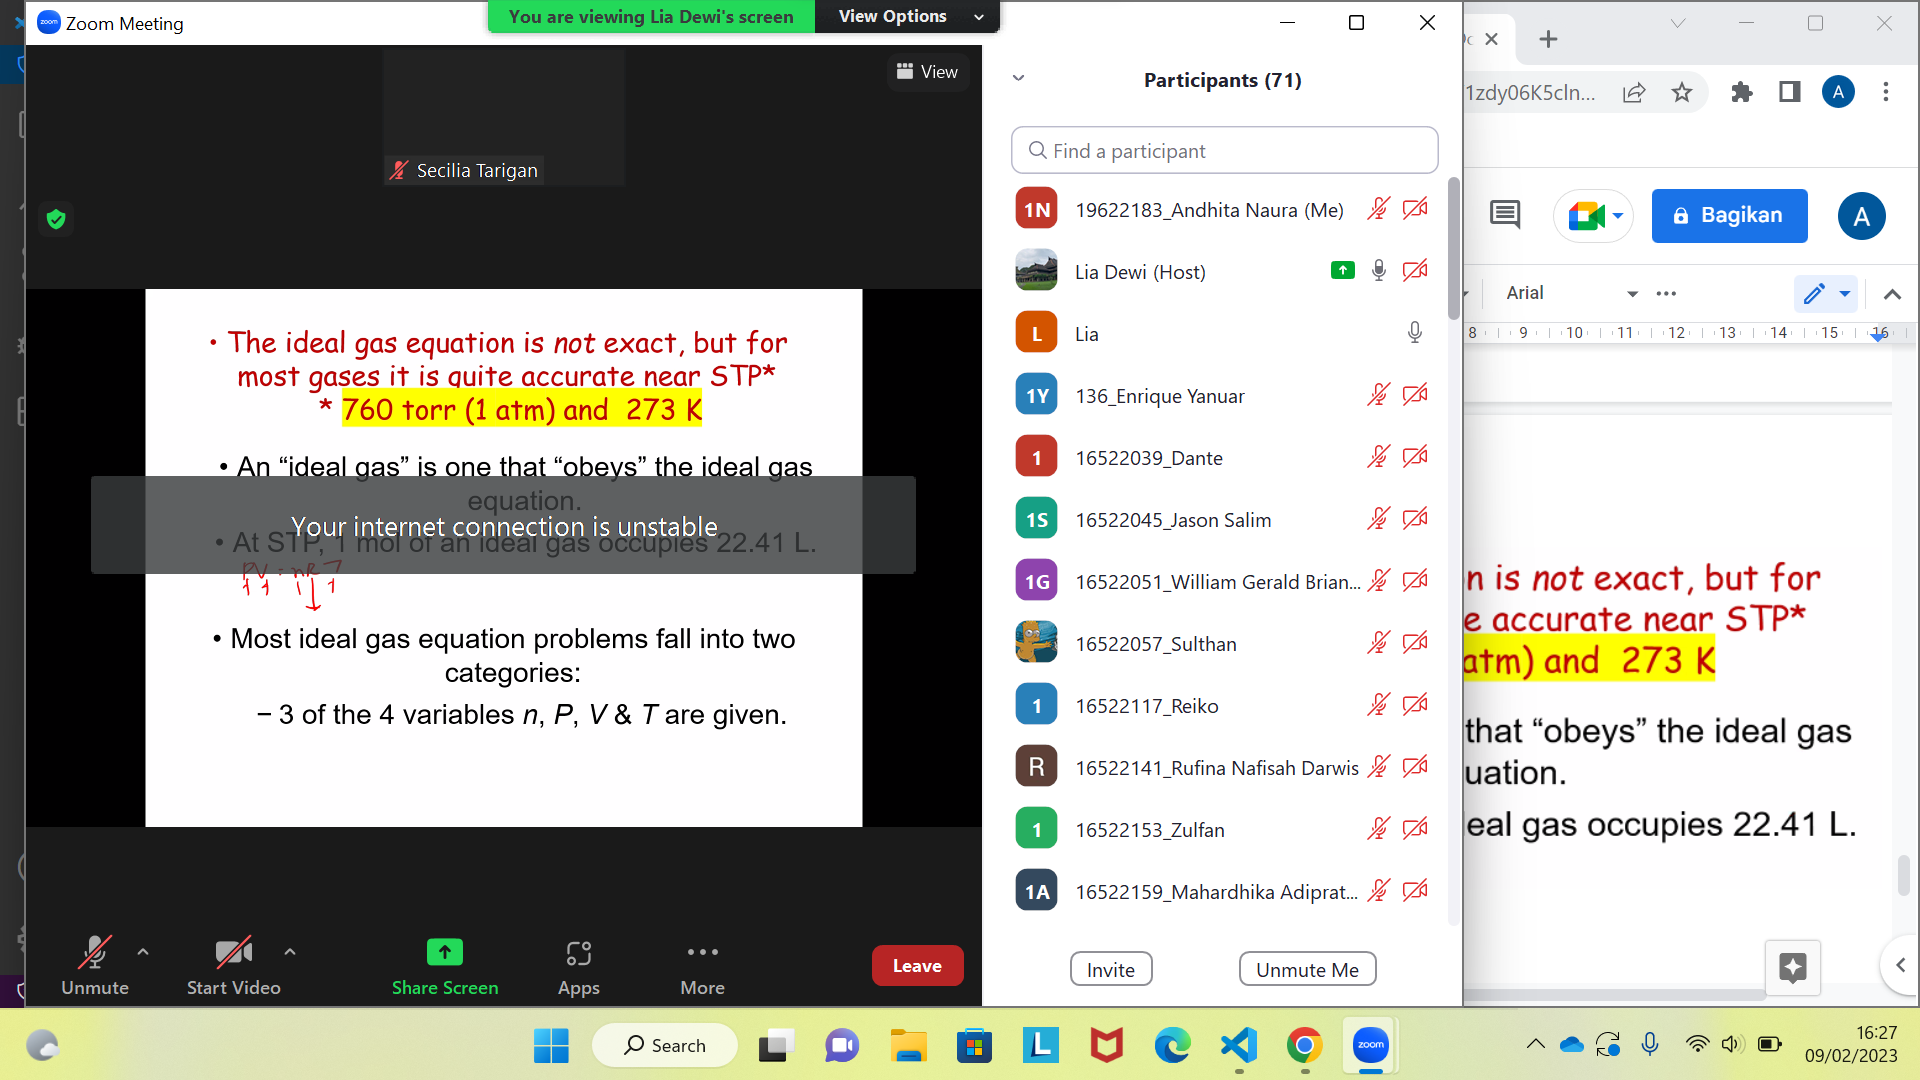 Zoom Meeting
You are viewing Lia Dewi's screen
View Options
View
Secilia Tarigan
• The ideal gas equation is not exact, but for
most gases it is quite accurate near STP*
* 760 torr (1 atm) and 273 K
• An “ideal gas” is one that “obeys” the ideal gas
equation.
Your internet connection is unstable
• At STP, 1 mol of an ideal gas occupies 22.41 L.
PV = nRT
• Most ideal gas equation problems fall into two
categories:
– 3 of the 4 variables n, P, V & T are given.
Unmute
Start Video
Share Screen
Apps
More
Leave
Participants (71)
Find a participant
1N 19622183_Andhita Naura (Me)
Lia Dewi (Host)
L Lia
1Y 136_Enrique Yanuar
1 16522039_Dante
1S 16522045_Jason Salim
1G 16522051_William Gerald Brian...
16522057_Sulthan
1 16522117_Reiko
R 16522141_Rufina Nafisah Darwis
1 16522153_Zulfan
1A 16522159_Mahardhika Adiprat...
Invite
Unmute Me
1zdy06K5cln...
A
Bagikan
A
Arial
8 9 10 11 12 13 14 15 16
n is not exact, but for
e accurate near STP*
atm) and 273 K
that “obeys” the ideal gas
uation.
eal gas occupies 22.41 L.
Search
zoom
16:27
09/02/2023